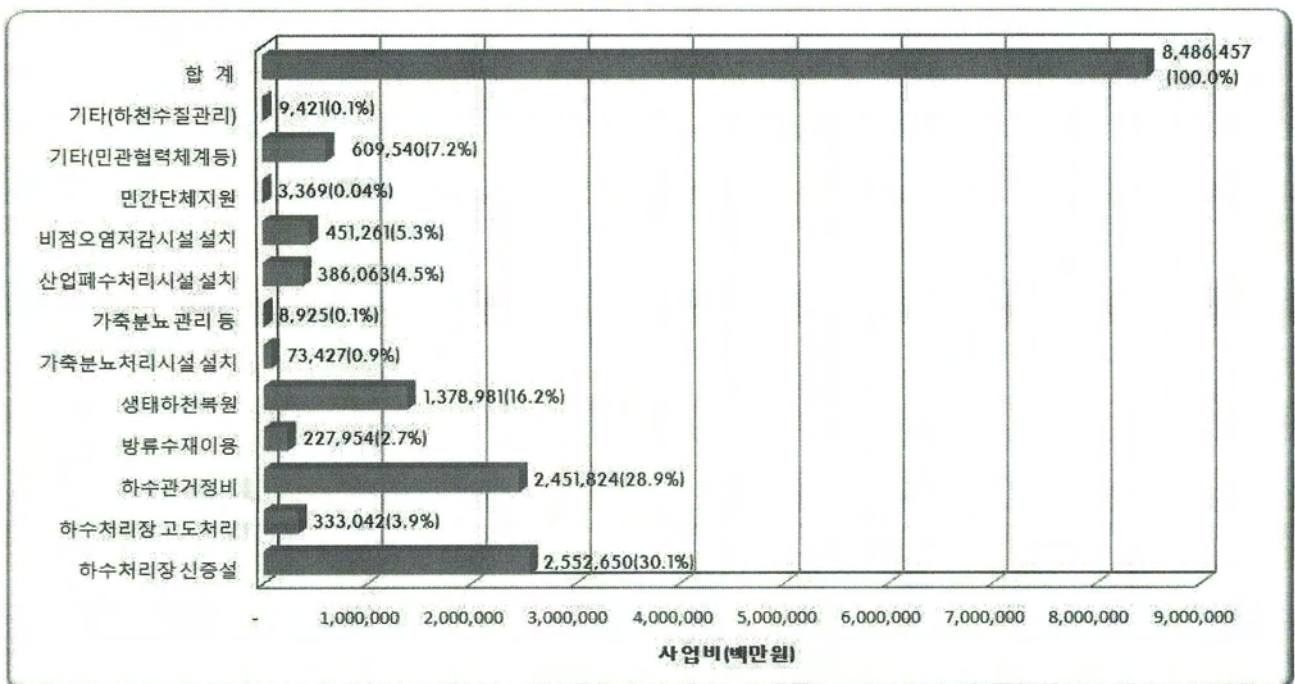 합 계
8,486,457
(100.0%)
기타(하천수질관리)
9,421(0.1%)
기타(민관협력체계등)
609,540(7.2%)
민간단체지원
3,369(0.04%)
비점오염저감시설 설치
451,261(5.3%)
산업폐수처리시설 설치
386,063(4.5%)
가축분뇨 관리 등
8,925(0.1%)
가축분뇨처리시설 설치
73,427(0.9%)
생태하천복원
1,378,981(16.2%)
방류수재이용
227,954(2.7%)
하수관거정비
2,451,824(28.9%)
하수처리장 고도처리
333,042(3.9%)
하수처리장 신증설
2,552,650(30.1%)
- 1,000,000 2,000,000 3,000,000 4,000,000 5,000,000 6,000,000 7,000,000 8,000,000 9,000,000
사업비(백만원)